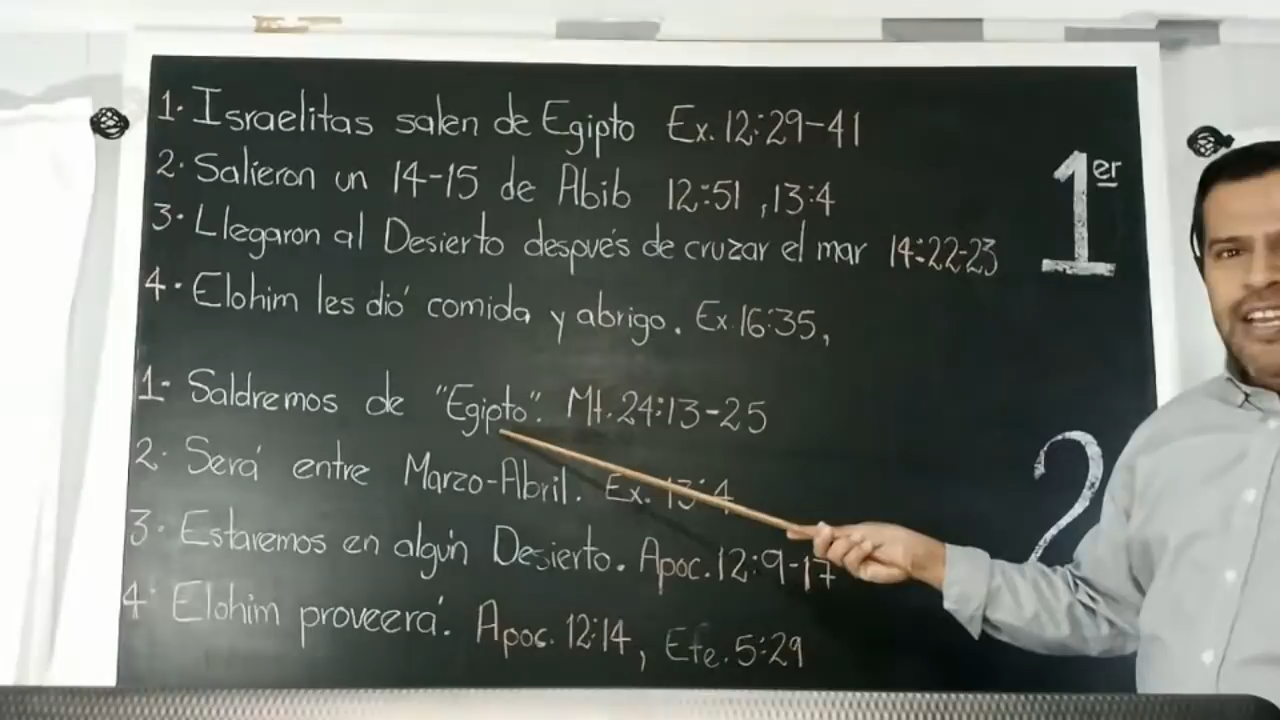 1. Israelitas salen de Egipto Ex. 12:29-41
2. Salieron un 14-15 de Abib 12:51, 13:4
3. Llegaron al Desierto después de cruzar el mar 14:22-23
4. Elohim les dió comida y abrigo. Ex. 16:35,
1er
1- Saldremos de "Egipto". Mt. 24:13-25
2. Será entre Marzo-Abril. Ex. 13:4
3. Estaremos en algún Desierto. Apoc. 12:9-17
4. Elohim proveerá. Apoc. 12:14, Efe. 5:29
2